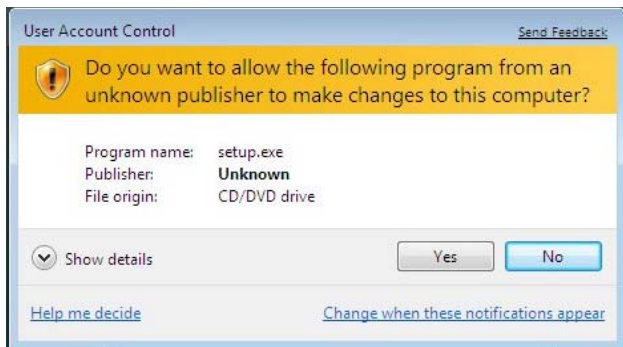 User Account Control
Send Feedback
Do you want to allow the following program from an
unknown publisher to make changes to this computer?
Program name: setup.exe
Publisher: Unknown
File origin: CD/DVD drive
Show details
Yes
No
Help me decide
Change when these notifications appear